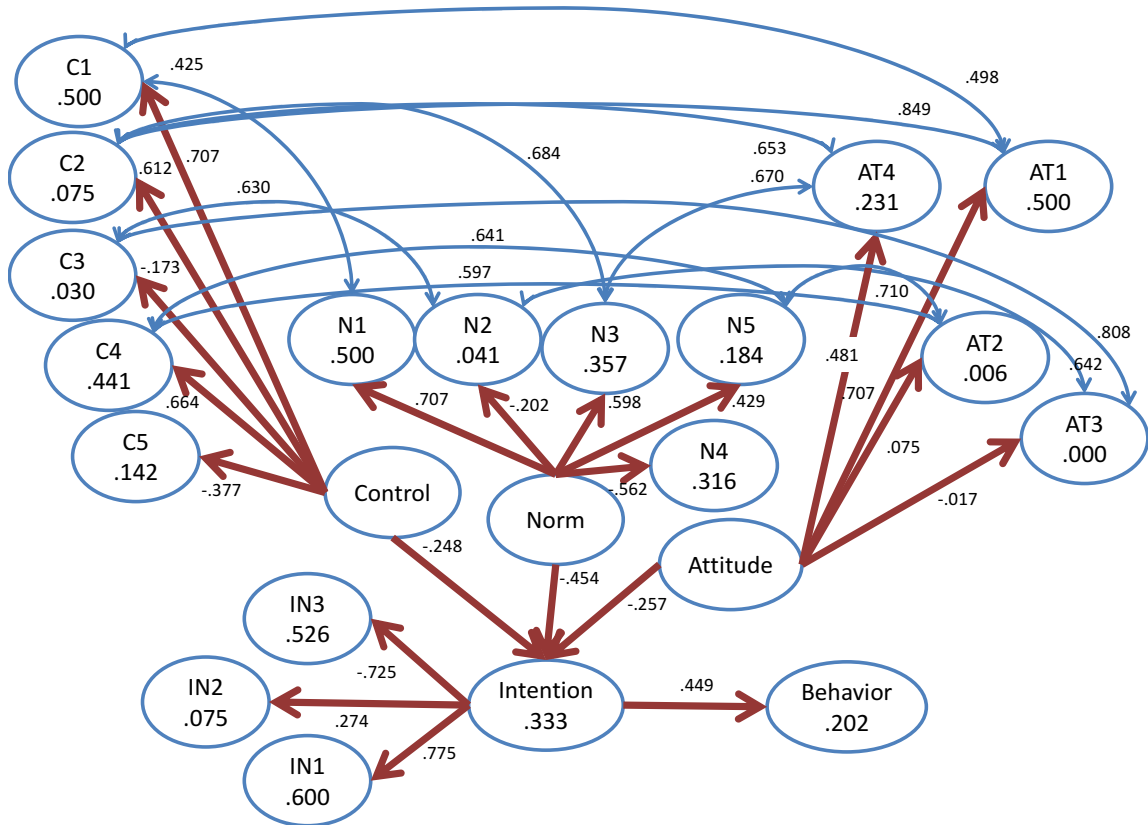 C1
.500
.425
.498
C2
.075
.612
.707
.849
.653
.684
.670
AT4
.231
AT1
.500
.630
C3
.030
-.173
.641
.597
.710
N1
.500
N2
.041
N3
.357
N5
.184
AT2
.006
.808
.642
C4
.441
.664
.481
.707
.707
-.202
.598
.429
C5
.142
-.377
.075
AT3
.000
-.017
N4
.316
-.562
Control
Norm
Attitude
-.248
-.454
-.257
IN3
.526
-.725
IN2
.075
.274
Intention
.333
.449
Behavior
.202
.775
IN1
.600